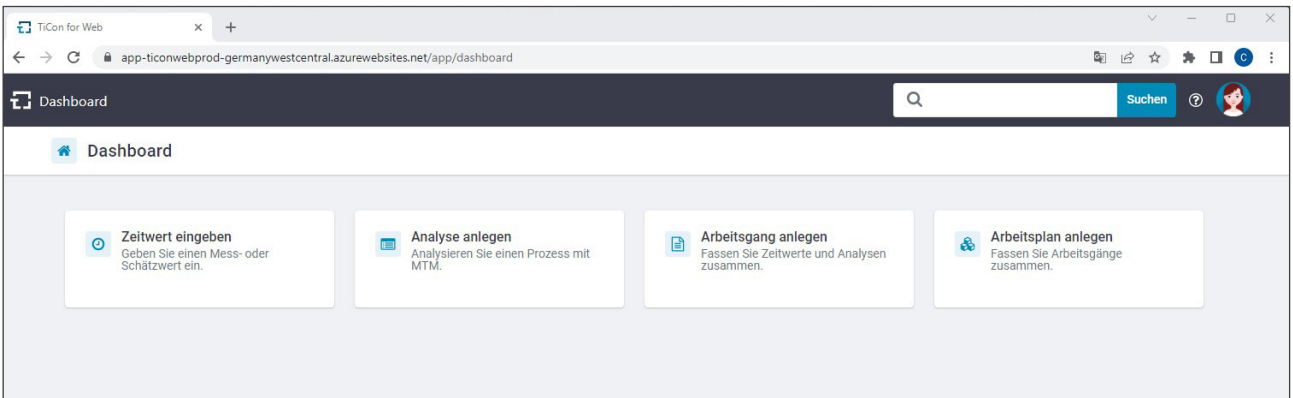 TiCon for Web
app-ticonwebprod-germanywestcentral.azurewebsites.net/app/dashboard
C
Dashboard
Suchen
Dashboard
Zeitwert eingeben
Geben Sie einen Mess- oder
Schätzwert ein.
Analyse anlegen
Analysieren Sie einen Prozess mit
MTM.
Arbeitsgang anlegen
Fassen Sie Zeitwerte und Analysen
zusammen.
Arbeitsplan anlegen
Fassen Sie Arbeitsgänge
zusammen.